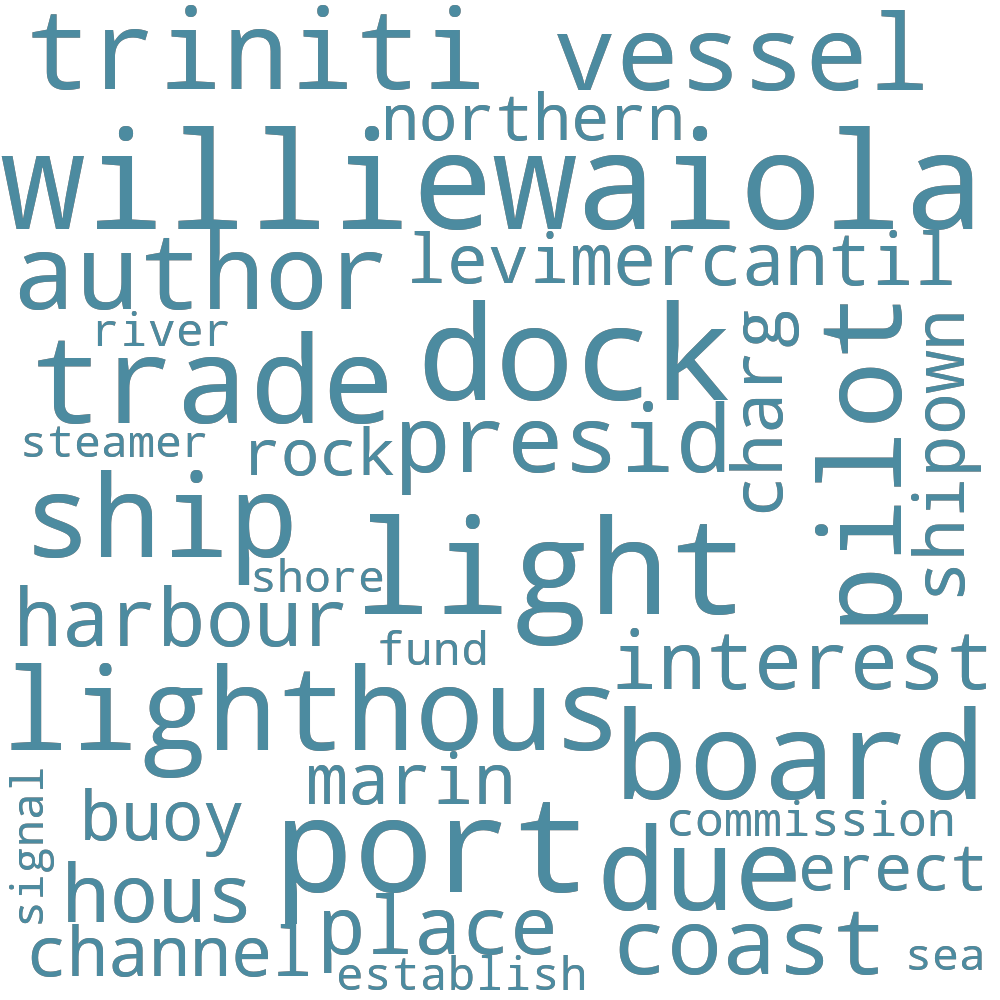 triniti vessel
northern
williewaiola
author levimercantil
river
trade dock
charg
pilot
shipown
steamer rock presid
ship light
shore
harbour
fund
interest
lighthous
board
marin
signal
buoy
commission
port
due erect
hous
place
coast
channel
establish
sea